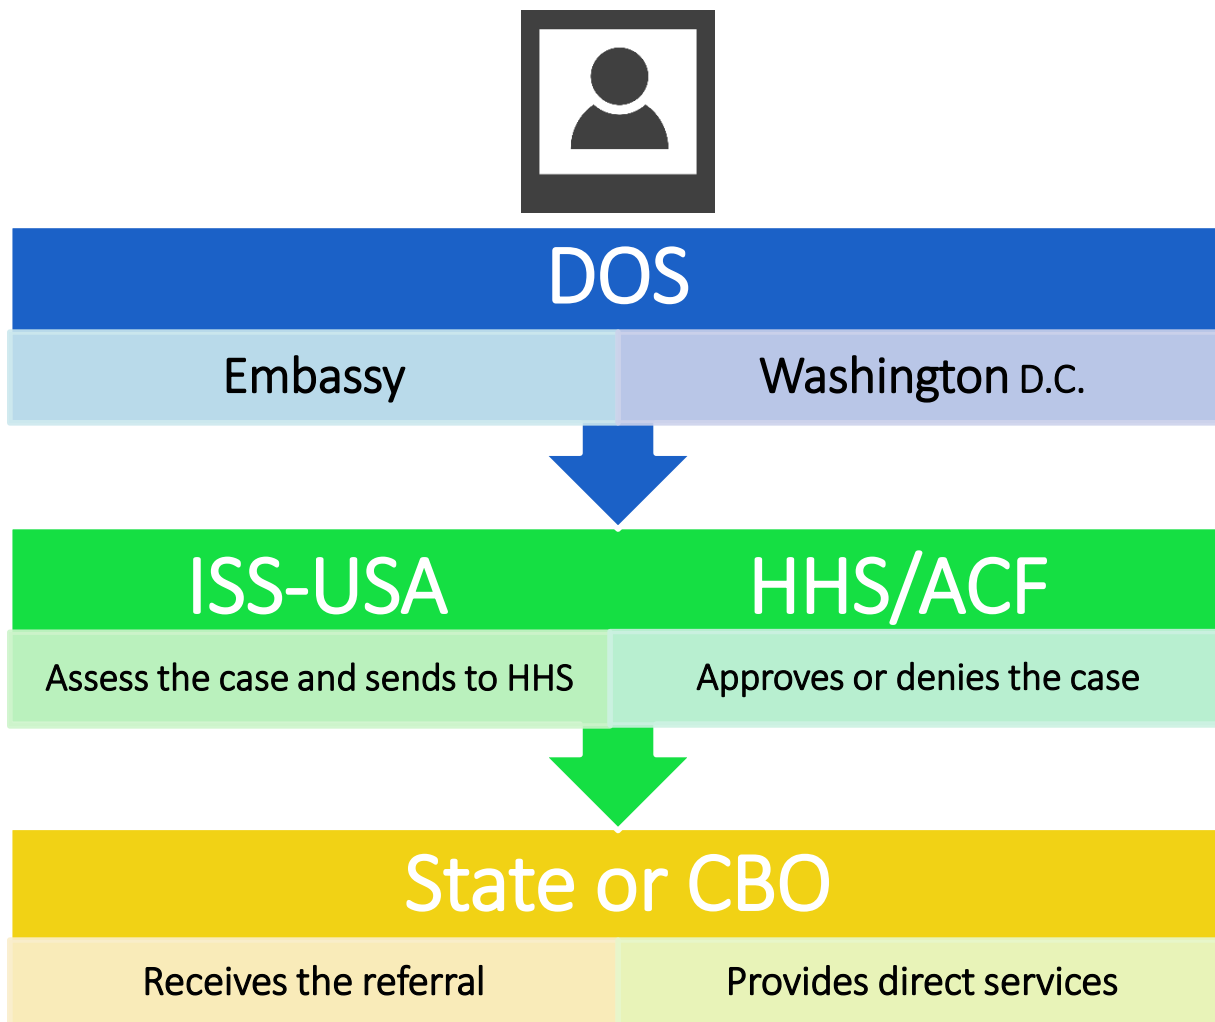 DOS
Embassy
Washington D.C.
ISS-USA
HHS/ACF
Assess the case and sends to HHS
Approves or denies the case
State or CBO
Receives the referral
Provides direct services